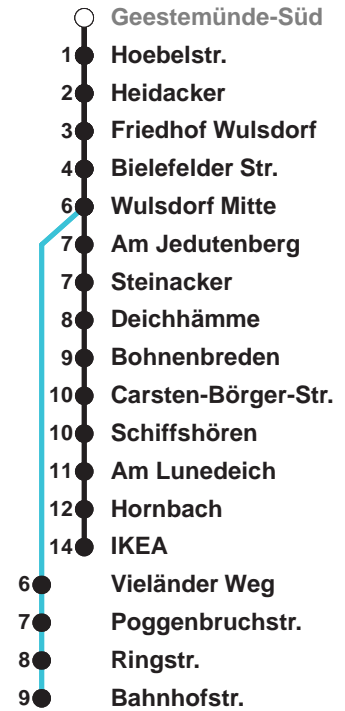 Geestemünde-Süd
1 Hoebelstr.
2 Heidacker
3 Friedhof Wulsdorf
4 Bielefelder Str.
6 Wulsdorf Mitte
7 Am Jedutenberg
7 Steinacker
8 Deichhämme
9 Bohnenbreden
10 Carsten-Börger-Str.
10 Schiffshören
11 Am Lunedeich
12 Hornbach
14 IKEA
6 Vieländer Weg
7 Poggenbruchstr.
8 Ringstr.
9 Bahnhofstr.